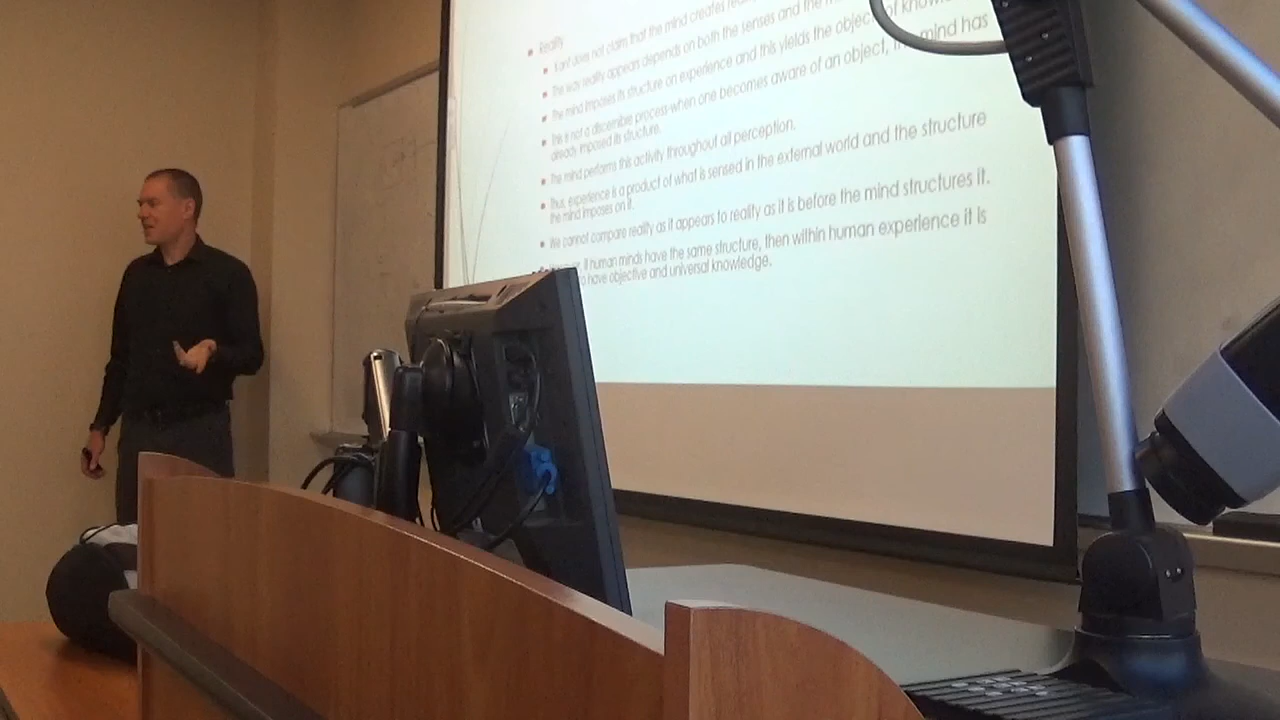 Reality
Kant does not claim that the mind creates
The way reality appears depends on both the senses and the
The mind imposes its structure on experience and this yields the object of
This is not a discernible process-when one becomes aware of an object, mind has
already imposed its structure.
The mind performs this activity throughout all perception.
Thus, experience is a product of what is sensed in the external world and the structure
the mind imposes on it.
We cannot compare reality as it appears to reality as it is before the mind structures it.
if human minds have the same structure, then within human experience it is
have objective and universal knowledge.